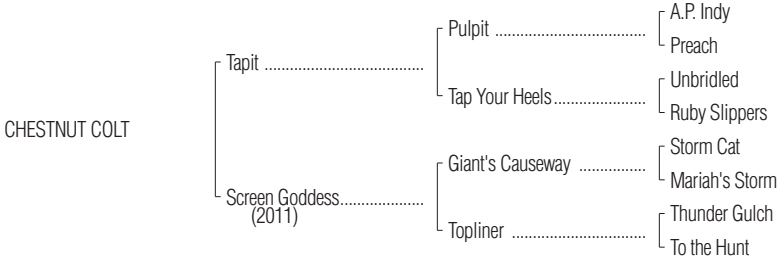 A.P. Indy
Pulpit ....................................
Preach
Tapit ......................................
Unbridled
Tap Your Heels......................
Ruby Slippers
CHESTNUT COLT
Storm Cat
Giant's Causeway ................
Mariah's Storm
Screen Goddess....................
(2011)
Thunder Gulch
Topliner ................................
To the Hunt